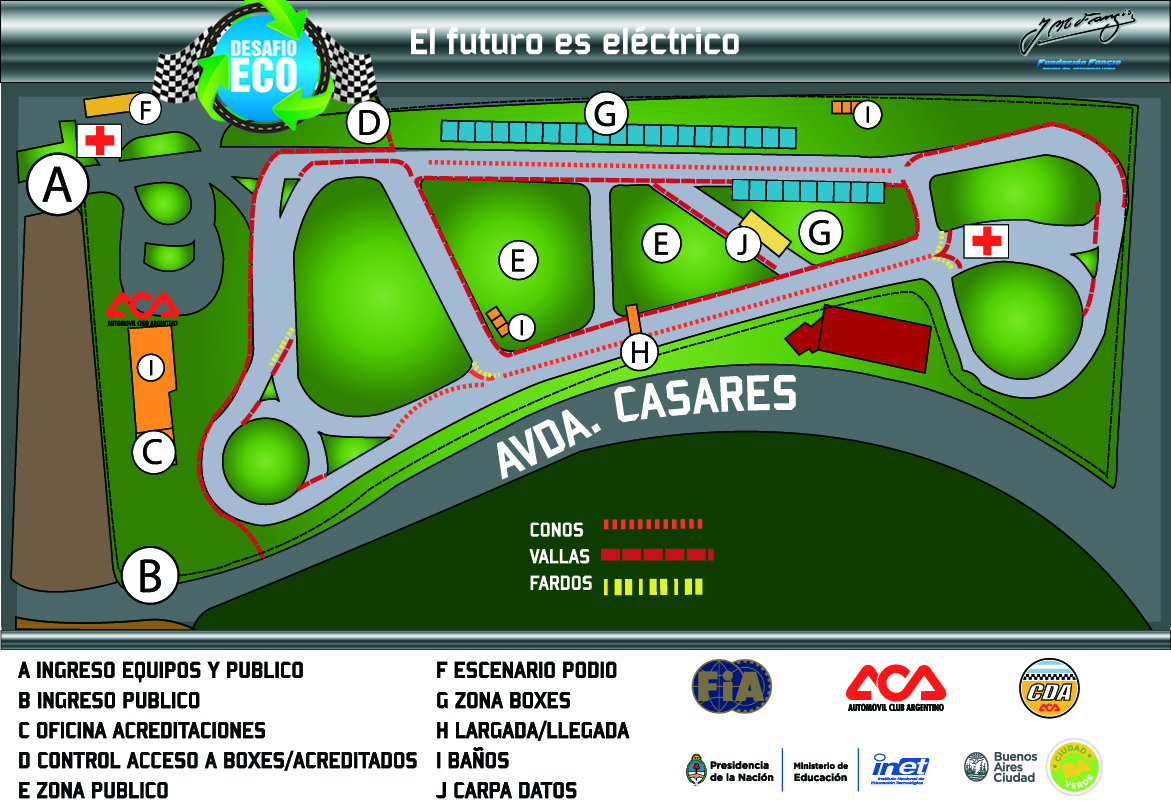 DESAFIO
ECO
El futuro es eléctrico
Fundación Fangio
F
A
D
G
I
E
E
J
G
I
H
ACA
AUTOMOVIL CLUB ARGENTINO
I
C
B
AVDA. CASARES
CONOS
VALLAS
FARDOS
A INGRESO EQUIPOS Y PUBLICO
B INGRESO PUBLICO
C OFICINA ACREDITACIONES
D CONTROL ACCESO A BOXES/ACREDITADOS
E ZONA PUBLICO
F ESCENARIO PODIO
G ZONA BOXES
H LARGADA/LLEGADA
I BAÑOS
J CARPA DATOS
FiA
ACA
AUTOMOVIL CLUB ARGENTINO
CDA
ACA
Presidencia
de la Nación
Ministerio de
Educación
inet
Instituto Nacional de
Educación Tecnológica
Buenos
Aires
Ciudad
CIUDAD
BA
VERDE